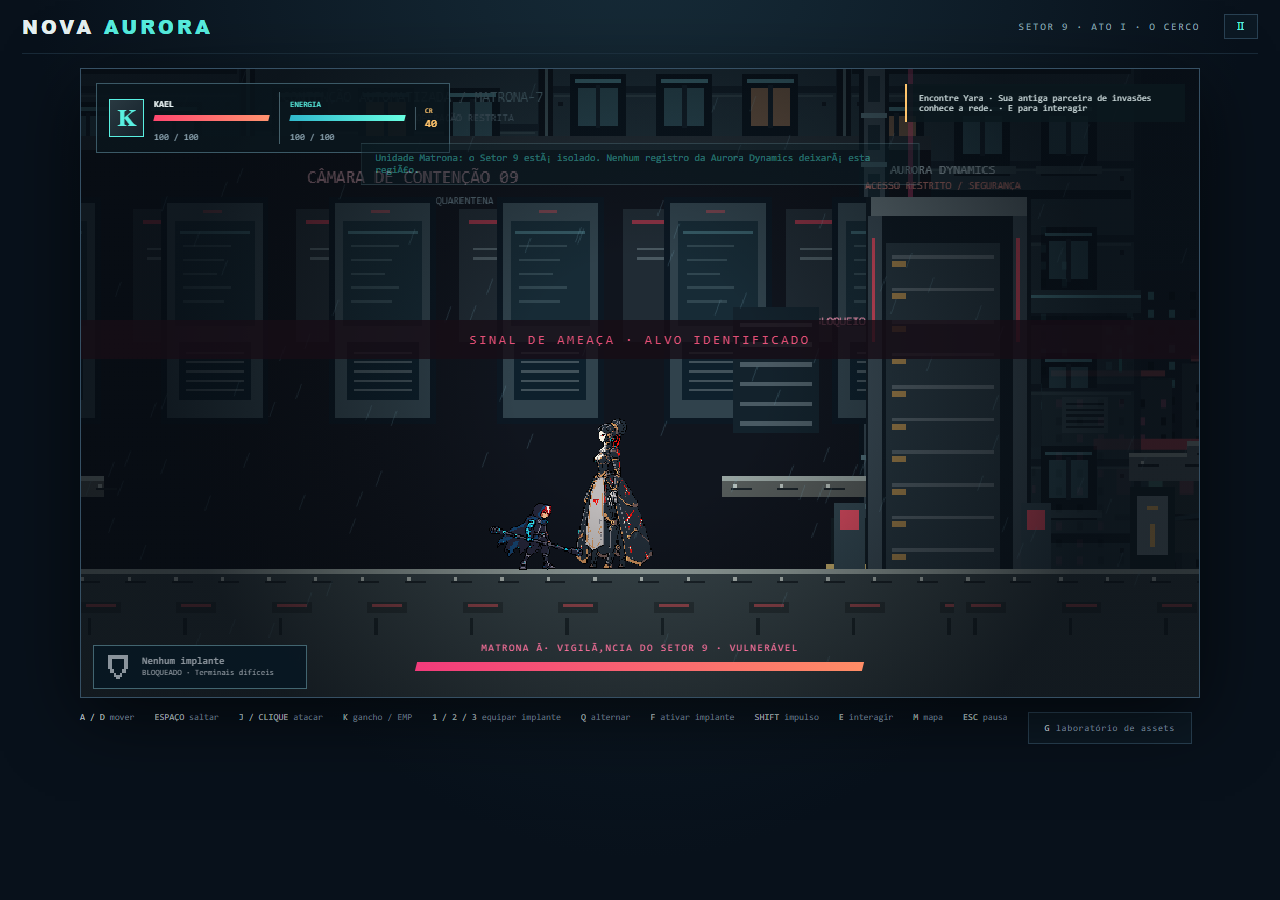 NOVA AURORA
SETOR 9 · ATO I · O CERCO
II
K
KAEL
100 / 100
ENERGIA
100 / 100
CR
40
/ MATRONA-7
RESTRITA
Encontre Yara · Sua antiga parceira de invasões
conhece a rede. · E para interagir
Unidade Matrona: o Setor 9 estÃ¡ isolado. Nenhum registro da Aurora Dynamics deixarÃ¡ esta
regiÃ£o.
CÂMARA DE CONTENÇÃO 09
QUARENTENA
AURORA DYNAMICS
ACESSO RESTRITO / SEGURANÇA
BLOQUEIO
SINAL DE AMEAÇA · ALVO IDENTIFICADO
MATRONA Â· VIGILÃ‚NCIA DO SETOR 9 · VULNERÁVEL
Nenhum implante
BLOQUEADO · Terminais difíceis
A / D mover
ESPAÇO saltar
J / CLIQUE atacar
K gancho / EMP
1 / 2 / 3 equipar implante
Q alternar
F ativar implante
SHIFT impulso
E interagir
M mapa
ESC pausa
G laboratório de assets